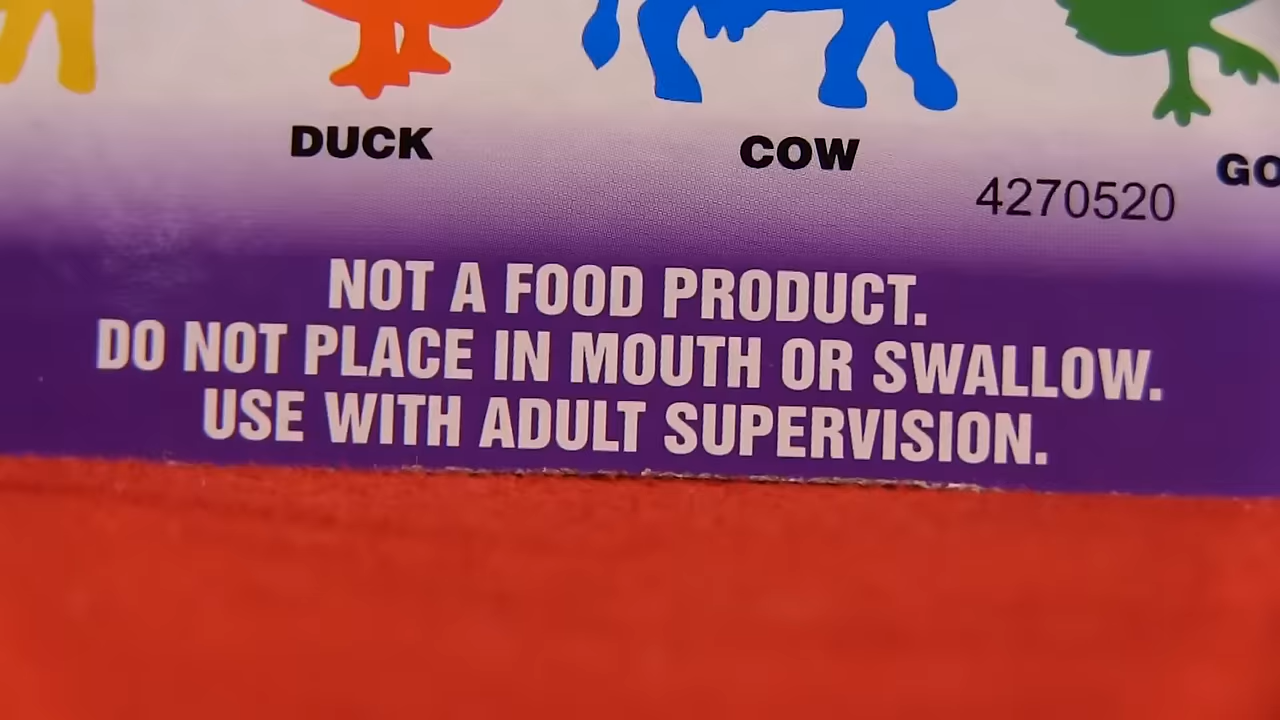 DUCK
COW
GO
4270520
NOT A FOOD PRODUCT.
DO NOT PLACE IN MOUTH OR SWALLOW.
USE WITH ADULT SUPERVISION.